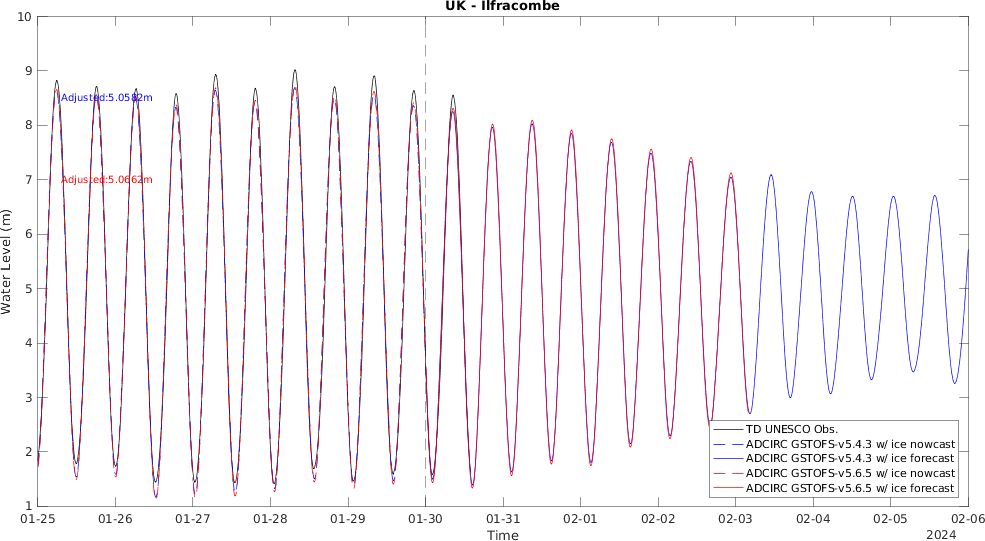 UK - Ilfracombe
10
9
8
7
6
5
4
3
2
1
Water Level (m)
Adjusted:5.0582m
Adjusted:5.0662m
TD UNESCO Obs.
ADCIRC GSTOFS-v5.4.3 w/ ice nowcast
ADCIRC GSTOFS-v5.4.3 w/ ice forecast
ADCIRC GSTOFS-v5.6.5 w/ ice nowcast
ADCIRC GSTOFS-v5.6.5 w/ ice forecast
01-25 01-26 01-27 01-28 01-29 01-30 01-31 02-01 02-02 02-03 02-04 02-05 02-06
Time
2024